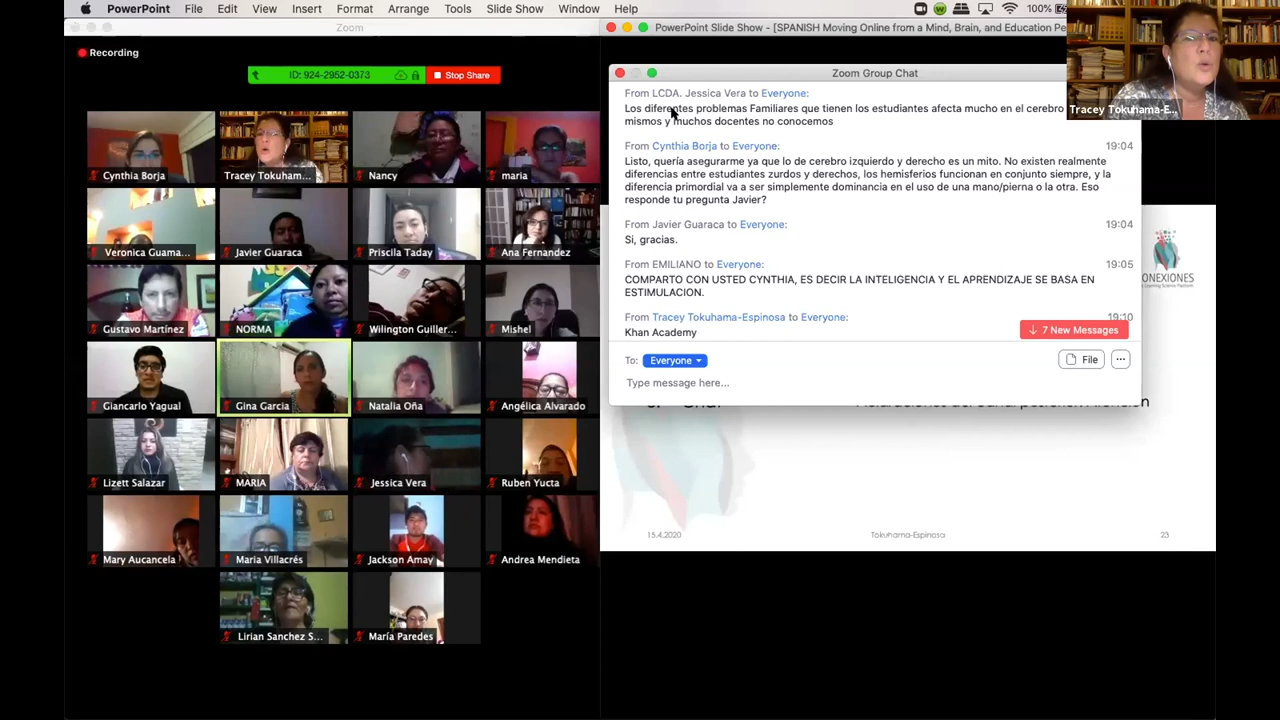 PowerPoint File Edit View Insert Format Arrange Tools Slide Show Window Help
100%
Zoom
PowerPoint Slide Show - [SPANISH Moving Online from a Mind, Brain, and Education Pe
Recording
ID: 924-2952-0373
Stop Share
Cynthia Borja
Tracey Tokuham...
Nancy
maria
Veronica Guama...
Javier Guaraca
Priscila Taday
Ana Fernandez
Gustavo Martínez
NORMA
Wilington Guiller...
Mishel
Giancarlo Yagual
Gina Garcia
Natalia Oña
Angélica Alvarado
Lizett Salazar
MARIA
Jessica Vera
Ruben Yucta
Mary Aucancela
Maria Villacrés
Jackson Amay
Andrea Mendieta
Lirian Sanchez S...
María Paredes
Tracey Tokuhama-E...
Zoom Group Chat
From LCDA. Jessica Vera to Everyone:
Los diferentes problemas Familiares que tienen los estudiantes afecta mucho en el cerebro
mismos y muchos docentes no conocemos
From Cynthia Borja to Everyone: 19:04
Listo, quería asegurarme ya que lo de cerebro izquierdo y derecho es un mito. No existen realmente
diferencias entre estudiantes zurdos y derechos, los hemisferios funcionan en conjunto siempre, y la
diferencia primordial va a ser simplemente dominancia en el uso de una mano/pierna o la otra. Eso
responde tu pregunta Javier?
From Javier Guaraca to Everyone: 19:04
Si, gracias.
From EMILIANO to Everyone: 19:05
COMPARTO CON USTED CYNTHIA, ES DECIR LA INTELIGENCIA Y EL APRENDIZAJE SE BASA EN
ESTIMULACION.
From Tracey Tokuhama-Espinosa to Everyone: 19:10
Khan Academy
7 New Messages
To: Everyone
File
Type message here...
ONEXIONES
15.4.2020
Tokuhama-Espinosa
23